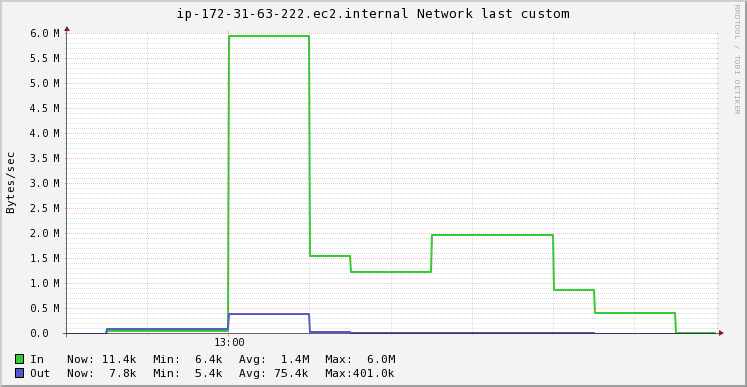 ip-172-31-63-222.ec2.internal Network last custom
RRDTOOL / TOBI OETIKER
Bytes/sec
6.0 M
5.5 M
5.0 M
4.5 M
4.0 M
3.5 M
3.0 M
2.5 M
2.0 M
1.5 M
1.0 M
0.5 M
0.0
13:00
In Now: 11.4k Min: 6.4k Avg: 1.4M Max: 6.0M
Out Now: 7.8k Min: 5.4k Avg: 75.4k Max:401.0k